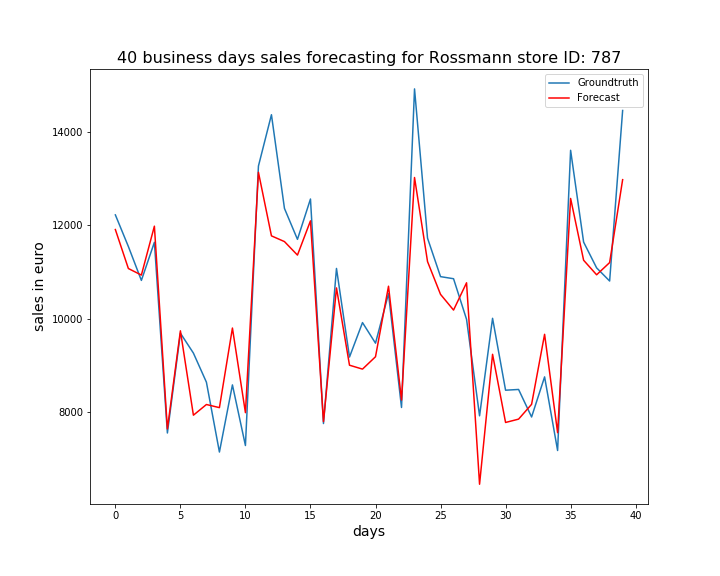 40 business days sales forecasting for Rossmann store ID: 787
Groundtruth
Forecast
14000
12000
10000
8000
sales in euro
0 5 10 15 20 25 30 35 40
days